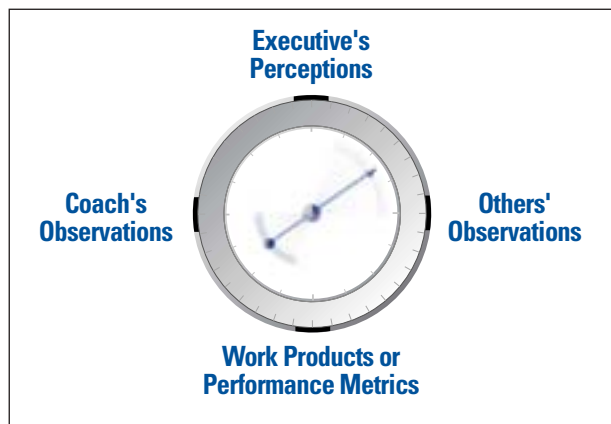 Executive's
Perceptions
Coach's
Observations
Others'
Observations
Work Products or
Performance Metrics